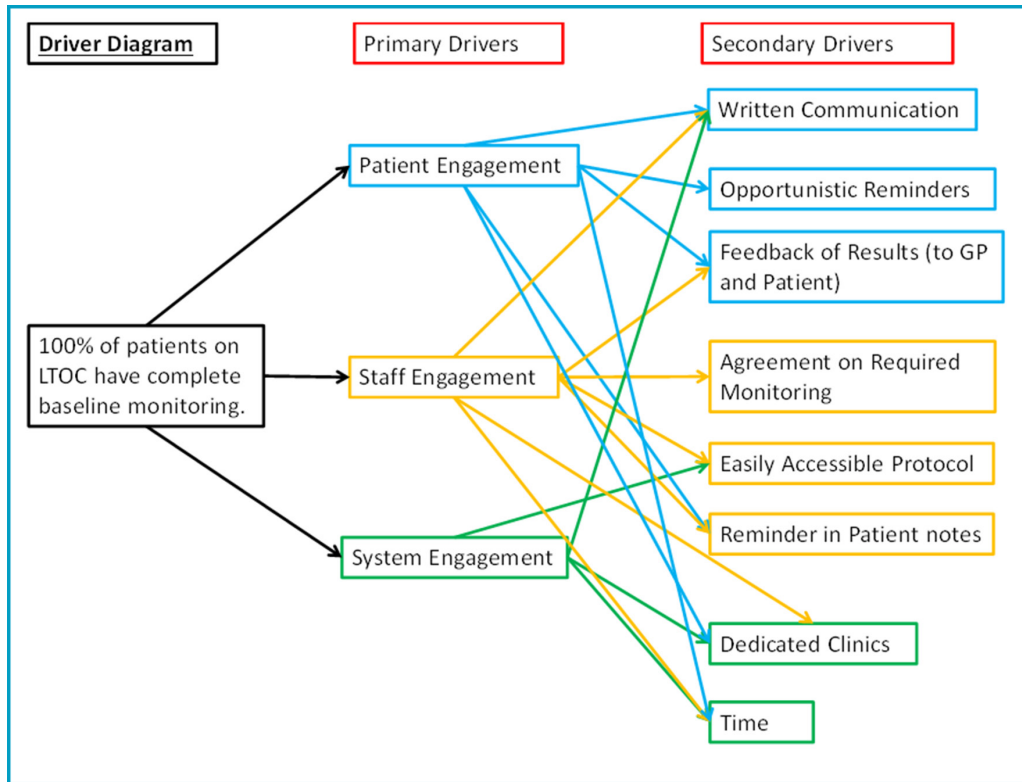 Driver Diagram
Primary Drivers
Secondary Drivers
Written Communication
Patient Engagement
Opportunistic Reminders
Feedback of Results (to GP
and Patient)
100% of patients on
LTOC have complete
baseline monitoring.
Staff Engagement
Agreement on Required
Monitoring
Easily Accessible Protocol
Reminder in Patient notes
System Engagement
Dedicated Clinics
Time